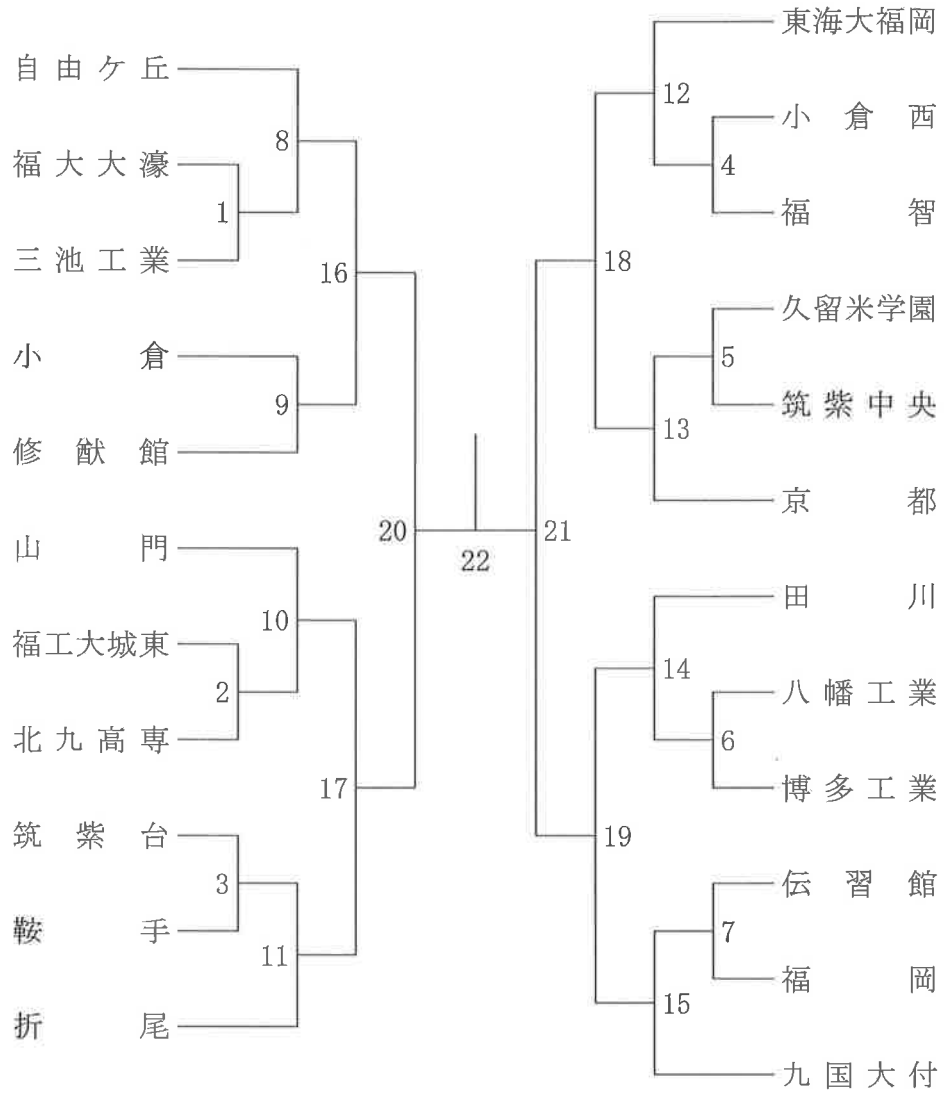 自由ケ丘
福大大濠
三池工業
小倉
修猷館
山門
福工大城東
北九高専
筑紫台
鞍手
折尾
8
1
16
9
20
10
2
17
3
11
22
東海大福岡
小倉西
福智
久留米学園
筑紫中央
京都
田川
八幡工業
博多工業
伝習館
福岡
九国大付
12
4
18
5
13
21
14
6
19
7
15